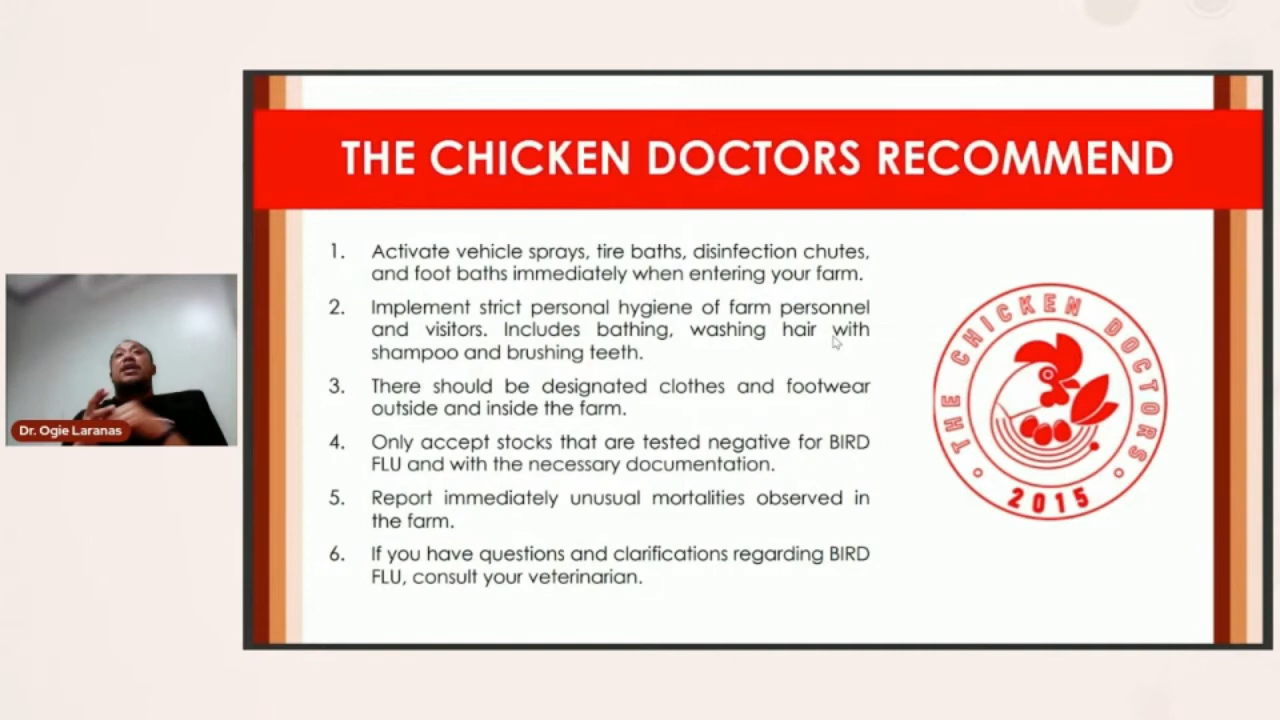 THE CHICKEN DOCTORS RECOMMEND
1. Activate vehicle sprays, tire baths, disinfection chutes,
and foot baths immediately when entering your farm.
2. Implement strict personal hygiene of farm personnel
and visitors. Includes bathing, washing hair with
shampoo and brushing teeth.
3. There should be designated clothes and footwear
outside and inside the farm.
4. Only accept stocks that are tested negative for BIRD
FLU and with the necessary documentation.
5. Report immediately unusual mortalities observed in
the farm.
6. If you have questions and clarifications regarding BIRD
FLU, consult your veterinarian.
THE CHICKEN DOCTORS
2015
Dr. Ogie Laranas